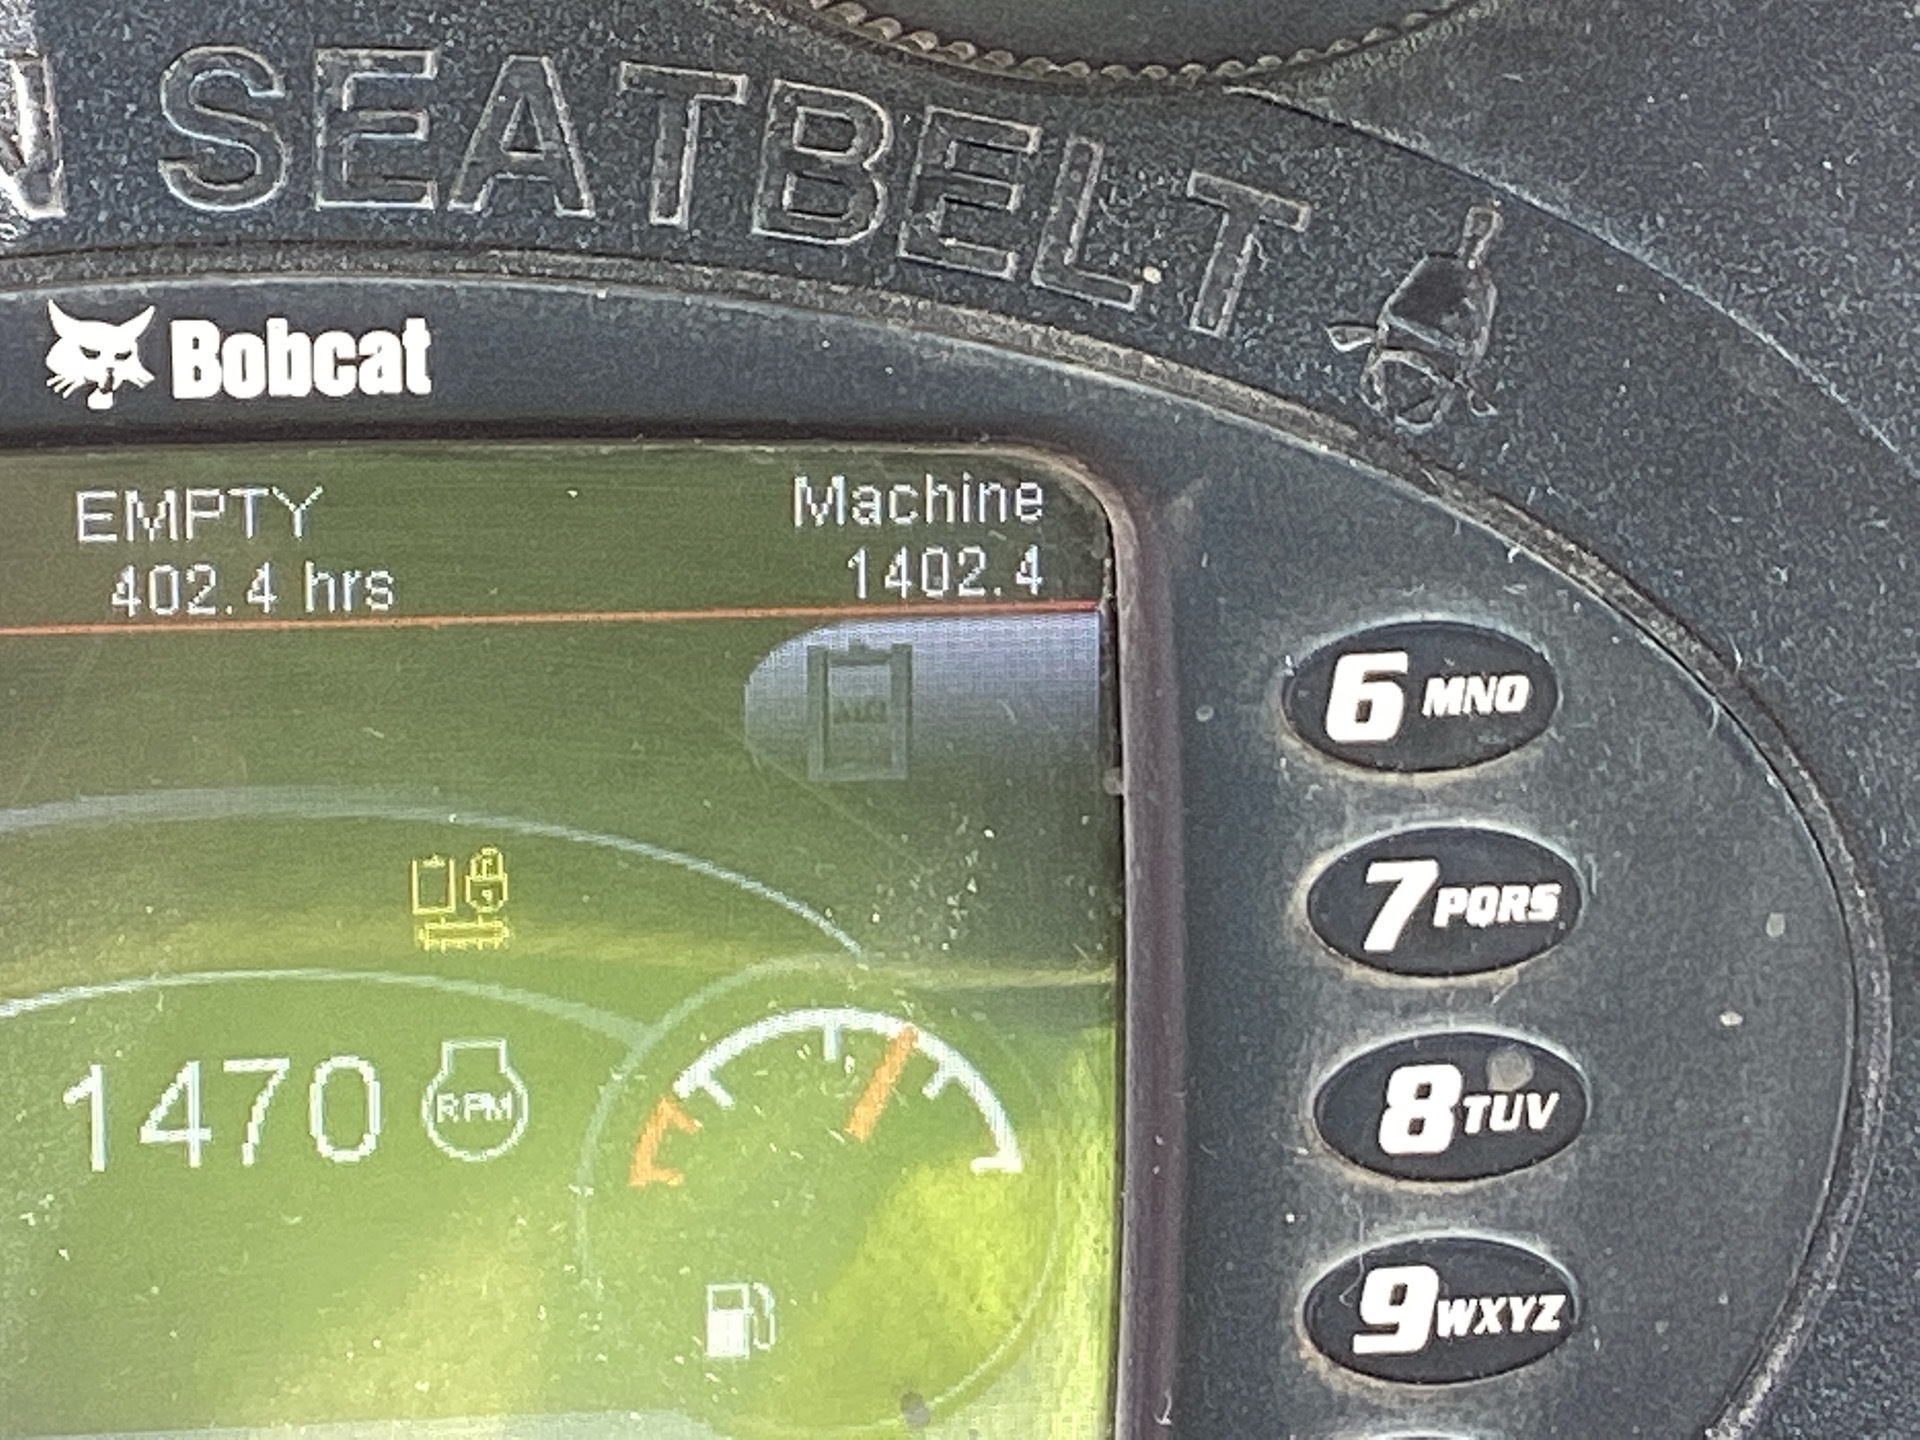 N SEATBELT
Bobcat
EMPTY
Machine
402.4 hrs
1402.4
6 MNO
7 PQRS
1470 RPM
8 TUV
9 WXYZ